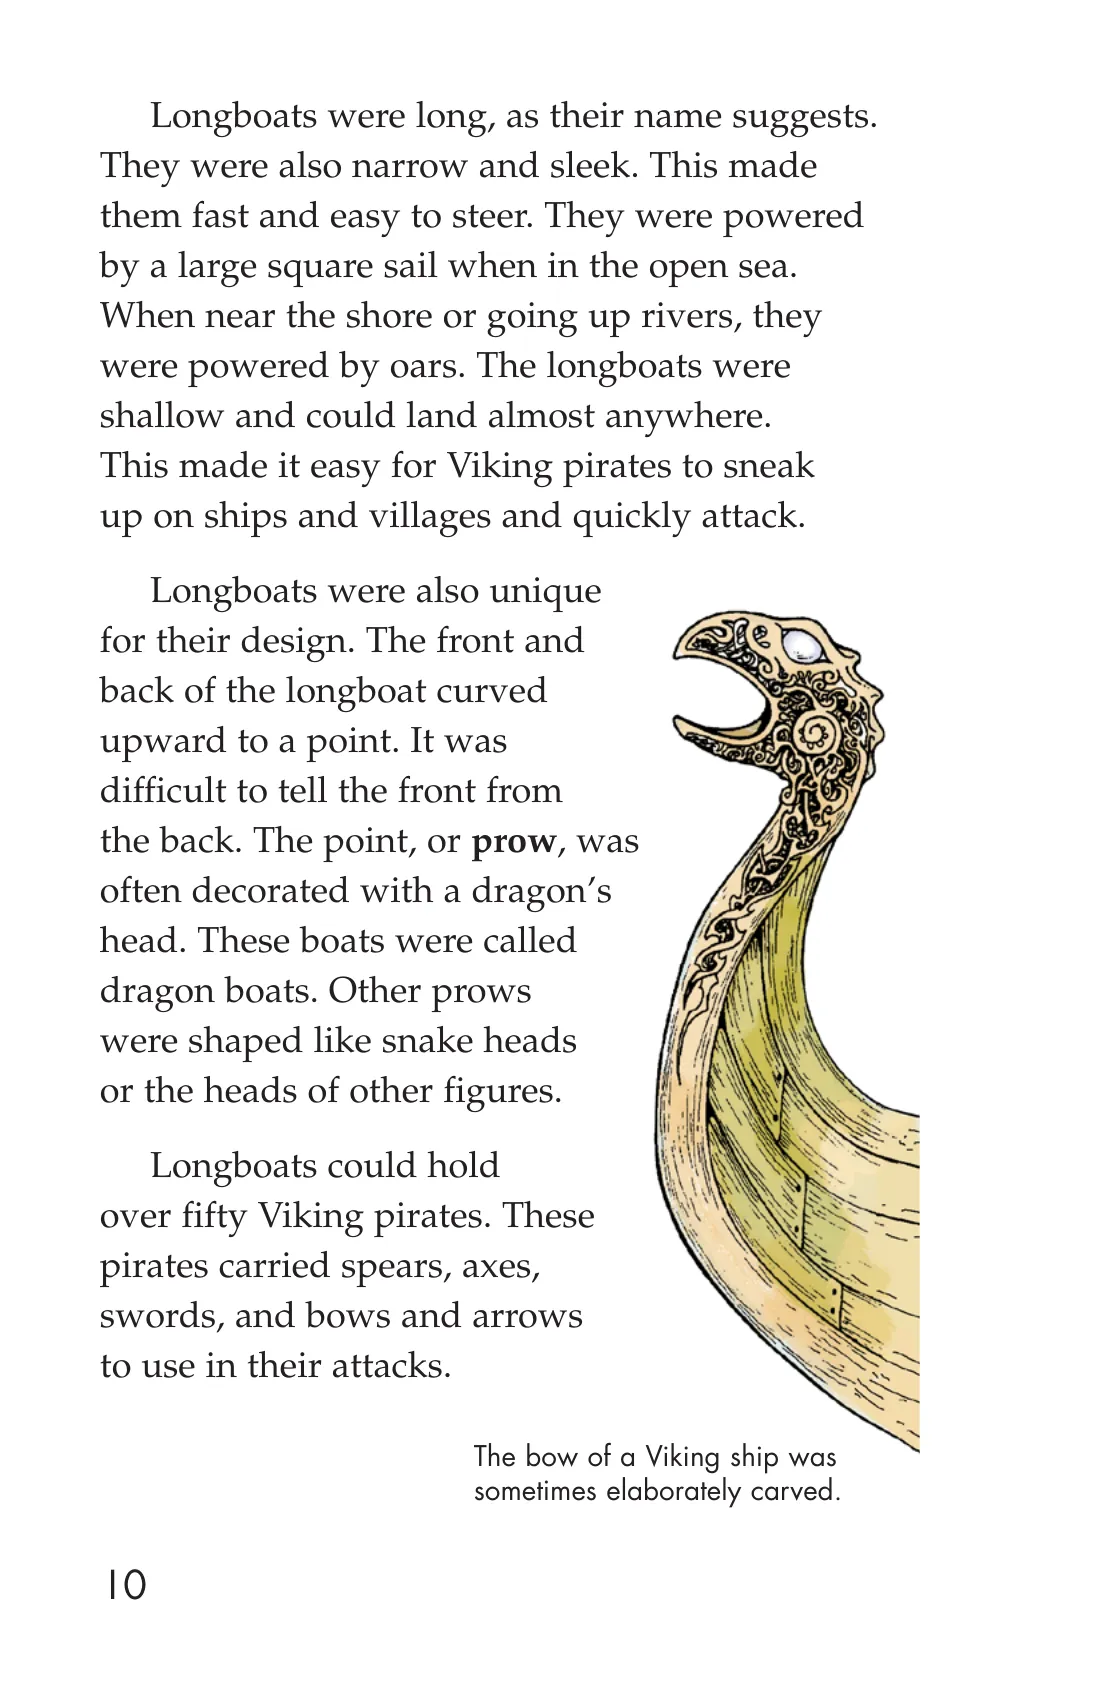 Longboats were long, as their name suggests.
They were also narrow and sleek. This made
them fast and easy to steer. They were powered
by a large square sail when in the open sea.
When near the shore or going up rivers, they
were powered by oars. The longboats were
shallow and could land almost anywhere.
This made it easy for Viking pirates to sneak
up on ships and villages and quickly attack.
Longboats were also unique
for their design. The front and
back of the longboat curved
upward to a point. It was
difficult to tell the front from
the back. The point, or prow, was
often decorated with a dragon’s
head. These boats were called
dragon boats. Other prows
were shaped like snake heads
or the heads of other figures.
Longboats could hold
over fifty Viking pirates. These
pirates carried spears, axes,
swords, and bows and arrows
to use in their attacks.
The bow of a Viking ship was
sometimes elaborately carved.
10